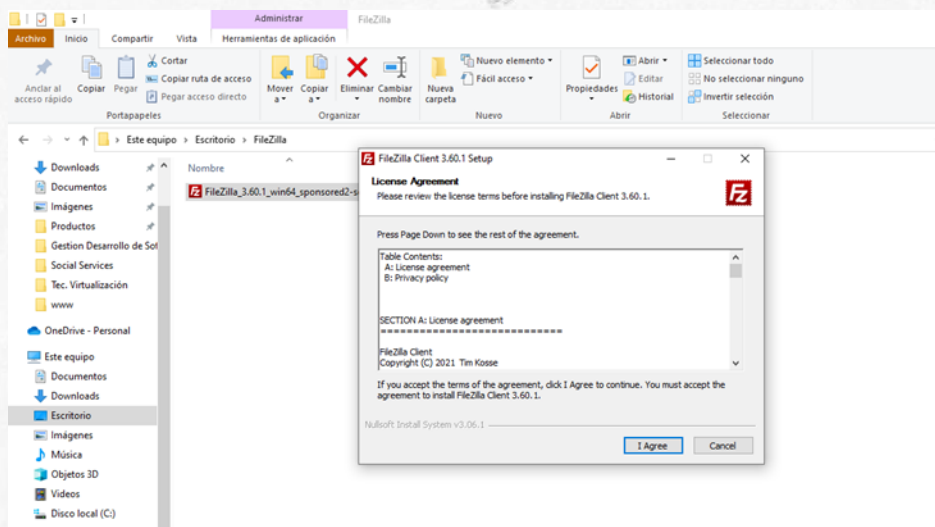 Administrar
FileZilla
Archivo
Inicio
Compartir
Vista
Herramientas de aplicación
Anclar al
acceso rápido
Copiar
Pegar
Cortar
Copiar ruta de acceso
Pegar acceso directo
Portapapeles
Mover
a
Copiar
a
Eliminar
Cambiar
nombre
Organizar
Nueva
carpeta
Nuevo elemento
Fácil acceso
Nuevo
Propiedades
Abrir
Editar
Historial
Abrir
Seleccionar todo
No seleccionar ninguno
Invertir selección
Seleccionar
Este equipo > Escritorio > FileZilla
Downloads
Documentos
Imágenes
Productos
Gestion Desarrollo de Sof
Social Services
Tec. Virtualización
www
OneDrive - Personal
Este equipo
Documentos
Downloads
Escritorio
Imágenes
Música
Objetos 3D
Videos
Disco local (C:)
Nombre
FileZilla_3.60.1_win64_sponsored2-s
FileZilla Client 3.60.1 Setup
License Agreement
Please review the license terms before installing FileZilla Client 3.60.1.
Fz
Press Page Down to see the rest of the agreement.
Table Contents:
A: License agreement
B: Privacy policy
SECTION A: License agreement
============================
FileZilla Client
Copyright (C) 2021 Tim Kosse
If you accept the terms of the agreement, click I Agree to continue. You must accept the
agreement to install FileZilla Client 3.60.1.
Nullsoft Install System v3.06.1
I Agree
Cancel